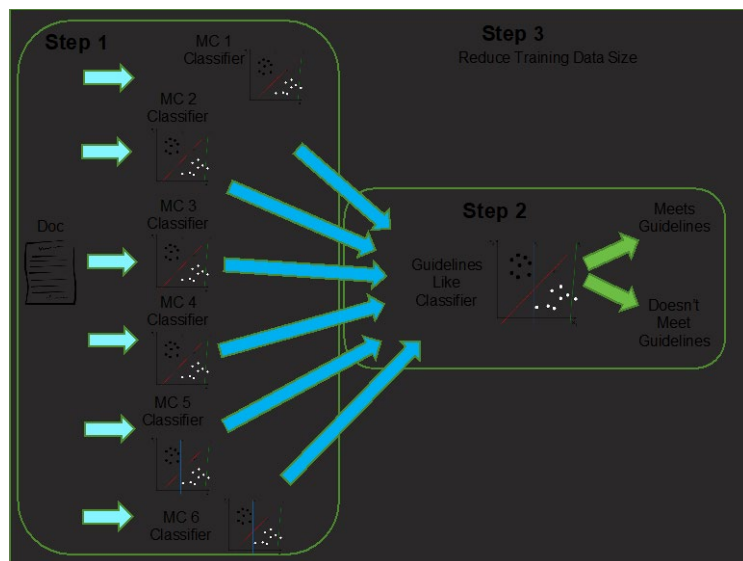 Step 1
MC 1
Classifier
MC 2
Classifier
MC 3
Classifier
Doc
MC 4
Classifier
MC 5
Classifier
MC 6
Classifier
Step 3
Reduce Training Data Size
Step 2
Guidelines
Like
Classifier
Meets
Guidelines
Doesn't
Meet
Guidelines